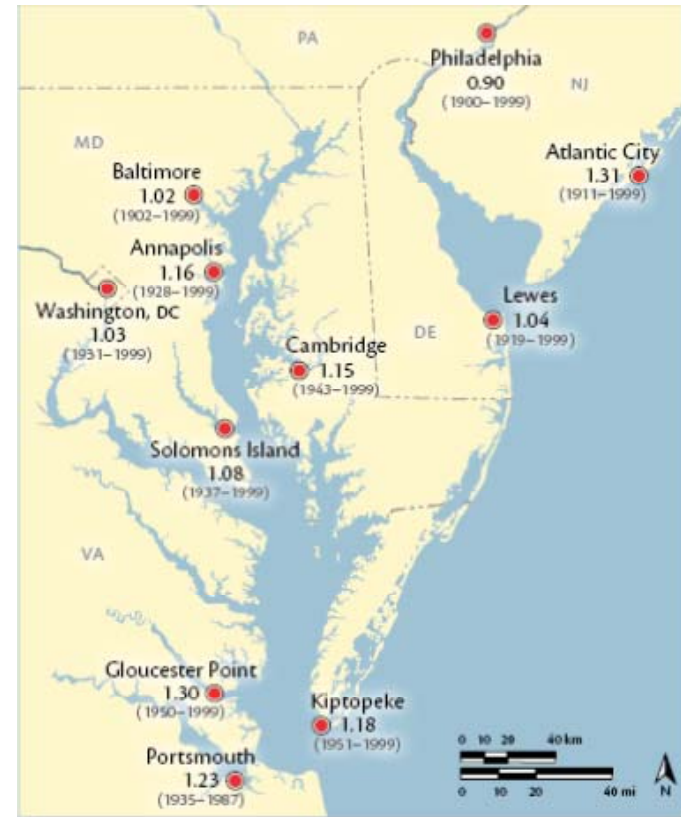 PA
Philadelphia
0.90
(1900–1999)
NJ
MD
Baltimore
1.02
(1902–1999)
Atlantic City
1.31
(1911–1999)
Annapolis
1.16
(1928–1999)
Washington, DC
1.03
(1931–1999)
Lewes
1.04
(1919–1999)
DE
Cambridge
1.15
(1943–1999)
Solomons Island
1.08
(1937–1999)
VA
Gloucester Point
1.30
(1950–1999)
Kiptopeke
1.18
(1951–1999)
Portsmouth
1.23
(1935–1987)
0 10 20 40 km
0 10 20 40 mi
N